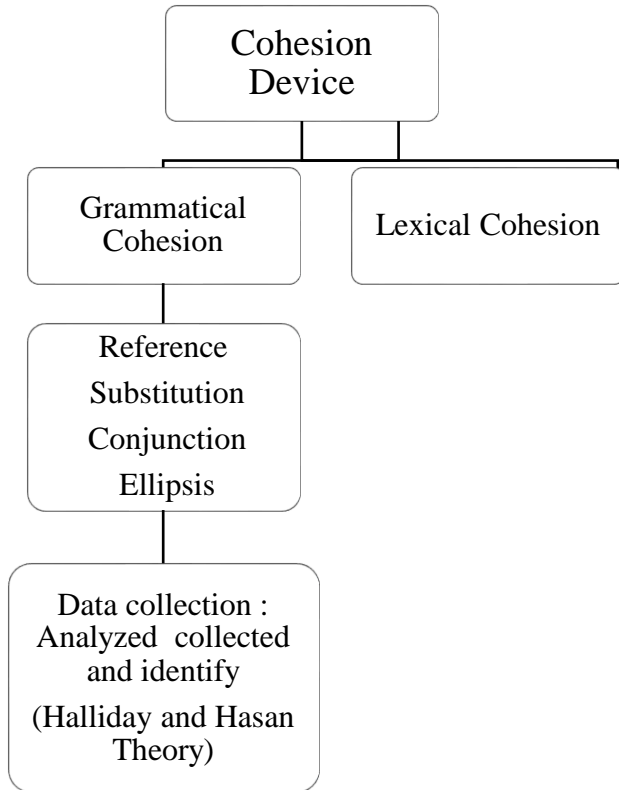 Cohesion
Device
Grammatical
Cohesion
Lexical Cohesion
Reference
Substitution
Conjunction
Ellipsis
Data collection :
Analyzed collected
and identify
(Halliday and Hasan
Theory)